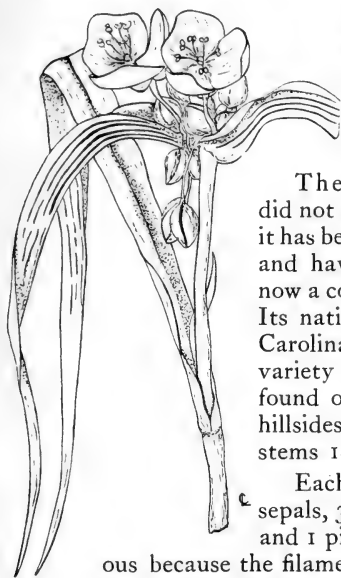 The
did not
it has be
and hav
now a co
Its nati
Carolina
variety
found o
hillsides
stems 1
Each
sepals, 3
and 1 pi
ous because the filame